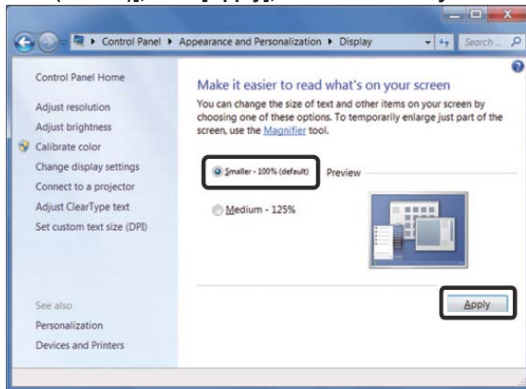 Control Panel ▸ Appearance and Personalization ▸ Display
Search ...
Control Panel Home
Adjust resolution
Adjust brightness
Calibrate color
Change display settings
Connect to a projector
Adjust ClearType text
Set custom text size (DPI)
See also
Personalization
Devices and Printers
Make it easier to read what's on your screen
You can change the size of text and other items on your screen by
choosing one of these options. To temporarily enlarge just part of the
screen, use the Magnifier tool.
Smaller - 100% (default)
Preview
Medium - 125%
Apply